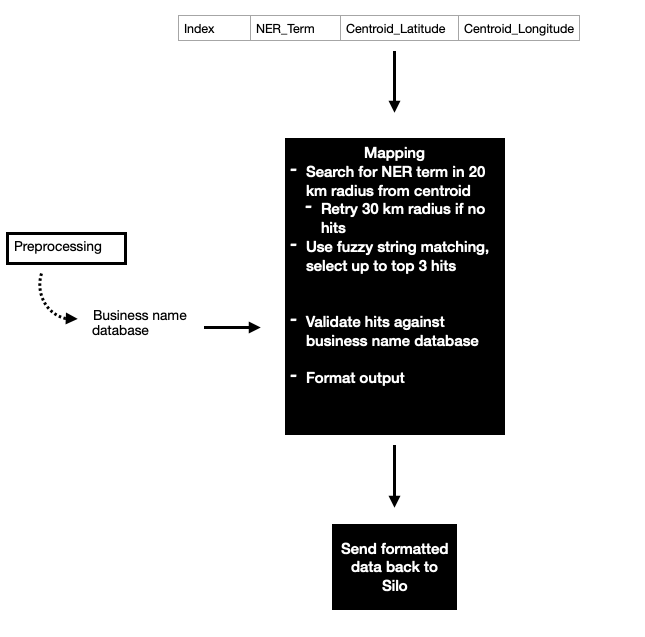 Index NER_Term Centroid_Latitude Centroid_Longitude
Mapping
- Search for NER term in 20
km radius from centroid
- Retry 30 km radius if no
hits
- Use fuzzy string matching,
select up to top 3 hits
- Validate hits against
business name database
- Format output
Preprocessing
Business name
database
Send formatted
data back to
Silo